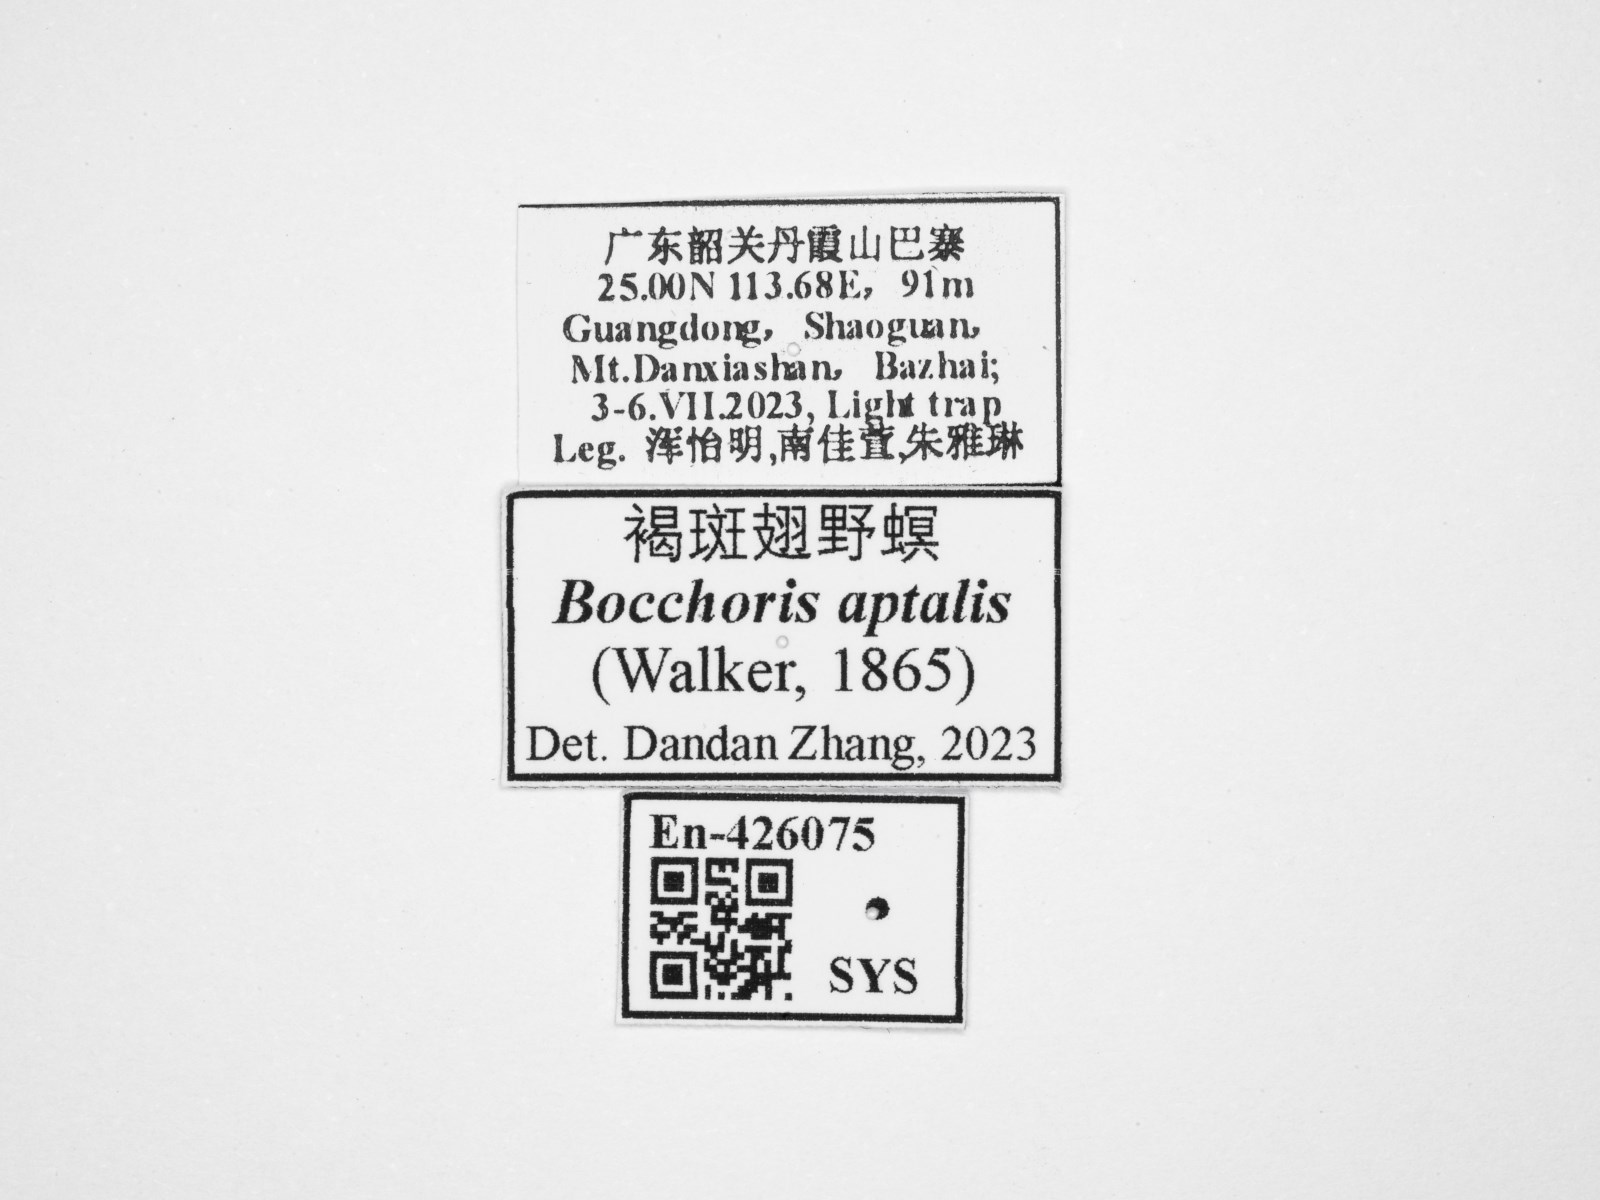 广东韶关丹霞山巴寨
25.00N 113.68E，91m
Guangdong，Shaoguan，
Mt.Danxiashan，Bazhai;
3-6.VII.2023, Light trap
Leg. 浑怡明,南佳萱,朱雅琳
褐斑翅野螟
Bocchoris aptalis
(Walker, 1865)
Det. Dandan Zhang, 2023
En-426075
SYS